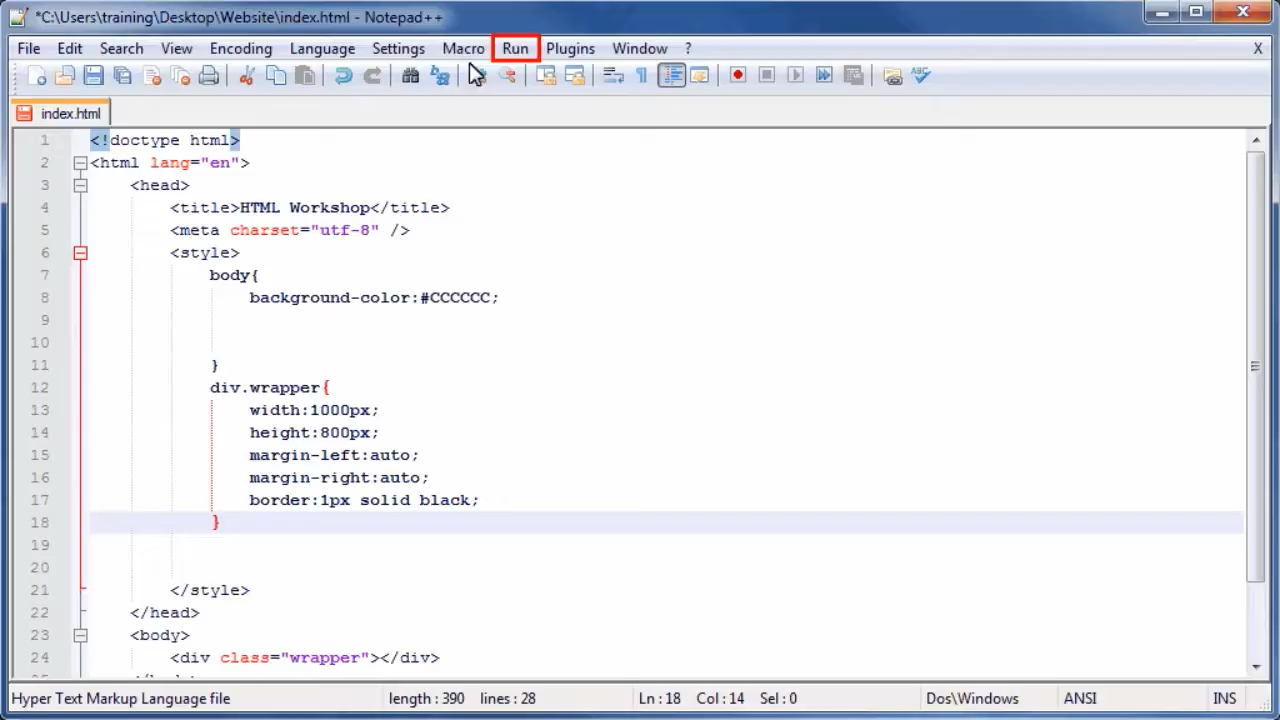 *C:\Users\training\Desktop\Website\index.html - Notepad++
File Edit Search View Encoding Language Settings Macro Run Plugins Window ? X
index.html
1 <!doctype html>
2 <html lang="en">
3 <head>
4 <title>HTML Workshop</title>
5 <meta charset="utf-8" />
6 <style>
7 body{
8 background-color:#CCCCCC;
9
10
11 }
12 div.wrapper{
13 width:1000px;
14 height:800px;
15 margin-left:auto;
16 margin-right:auto;
17 border:1px solid black;
18 }
19
20
21 </style>
22 </head>
23 <body>
24 <div class="wrapper"></div>
Hyper Text Markup Language file length : 390 lines : 28 Ln : 18 Col : 14 Sel : 0 Dos\Windows ANSI INS